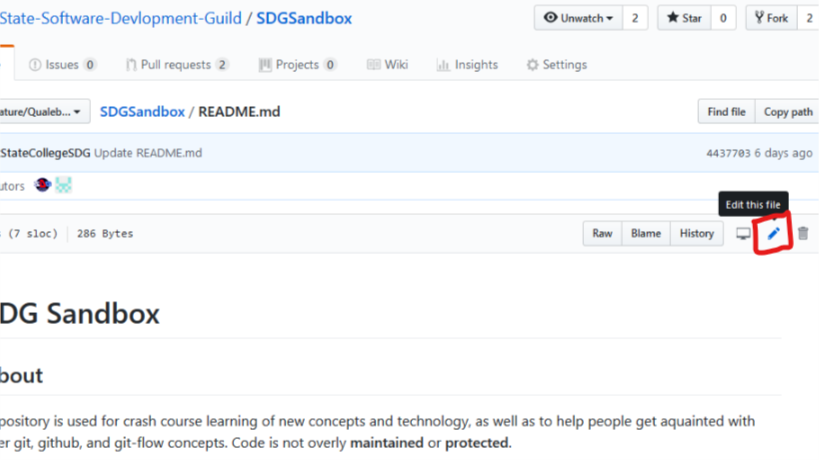 State-Software-Devlopment-Guild / SDGSandbox
Unwatch 2 Star 0 Fork 2
Issues 0 Pull requests 2 Projects 0 Wiki Insights Settings
ature/Qualeb... SDGSandbox / README.md Find file Copy path
StateCollegeSDG Update README.md 4437703 6 days ago
utors
Edit this file
(7 sloc) 286 Bytes Raw Blame History
DG Sandbox
bout
pository is used for crash course learning of new concepts and technology, as well as to help people get aquainted with
er git, github, and git-flow concepts. Code is not overly maintained or protected.